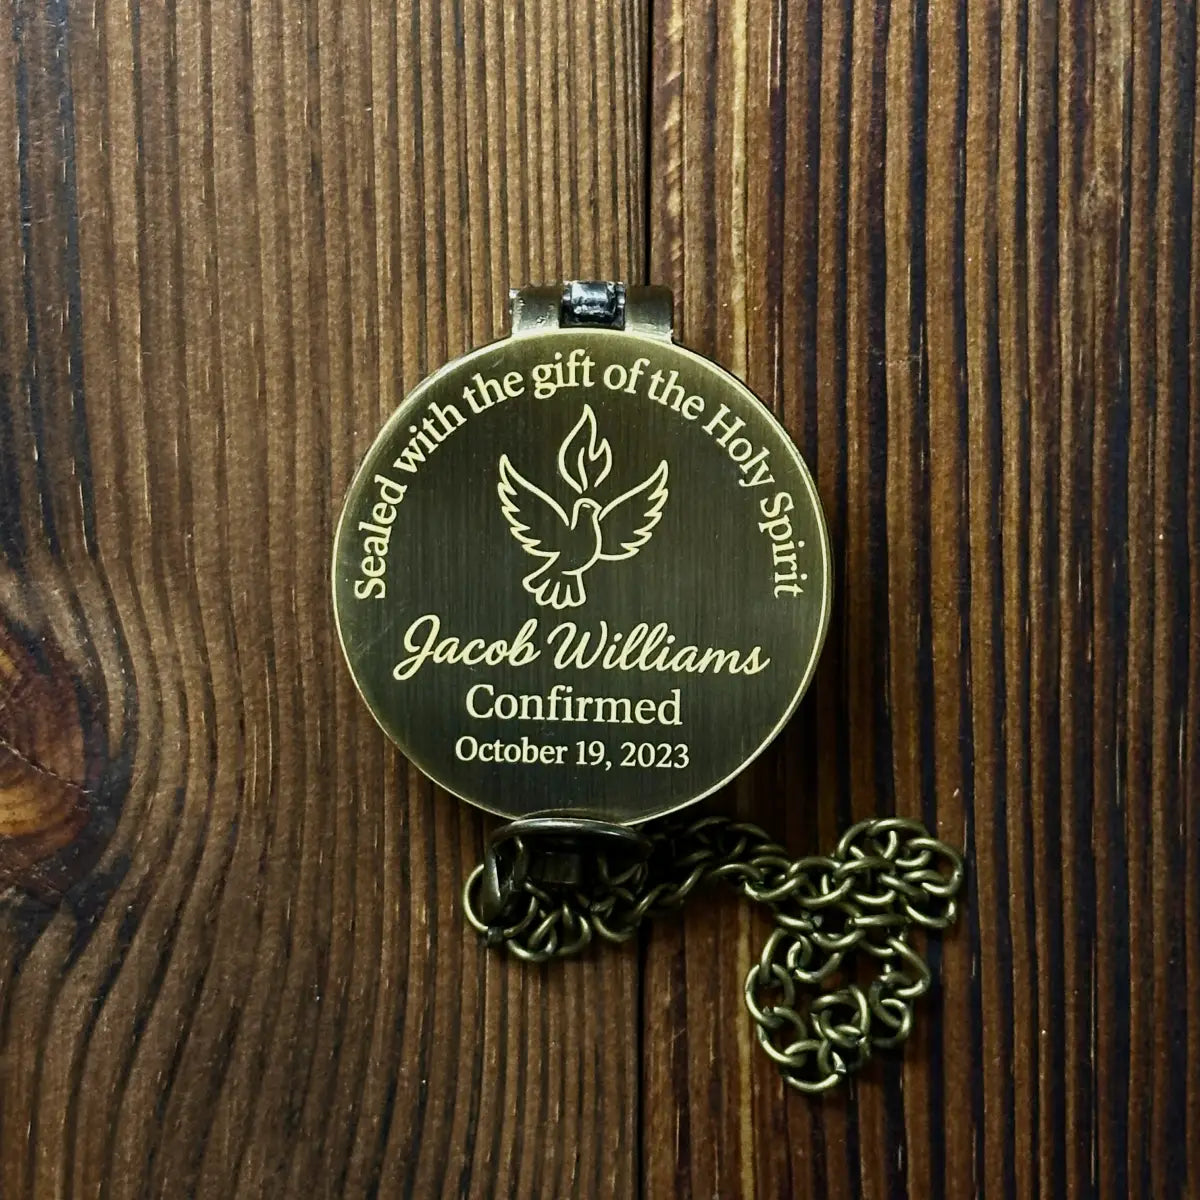 Sealed with the gift of the Holy Spirit
Jacob Williams
Confirmed
October 19, 2023